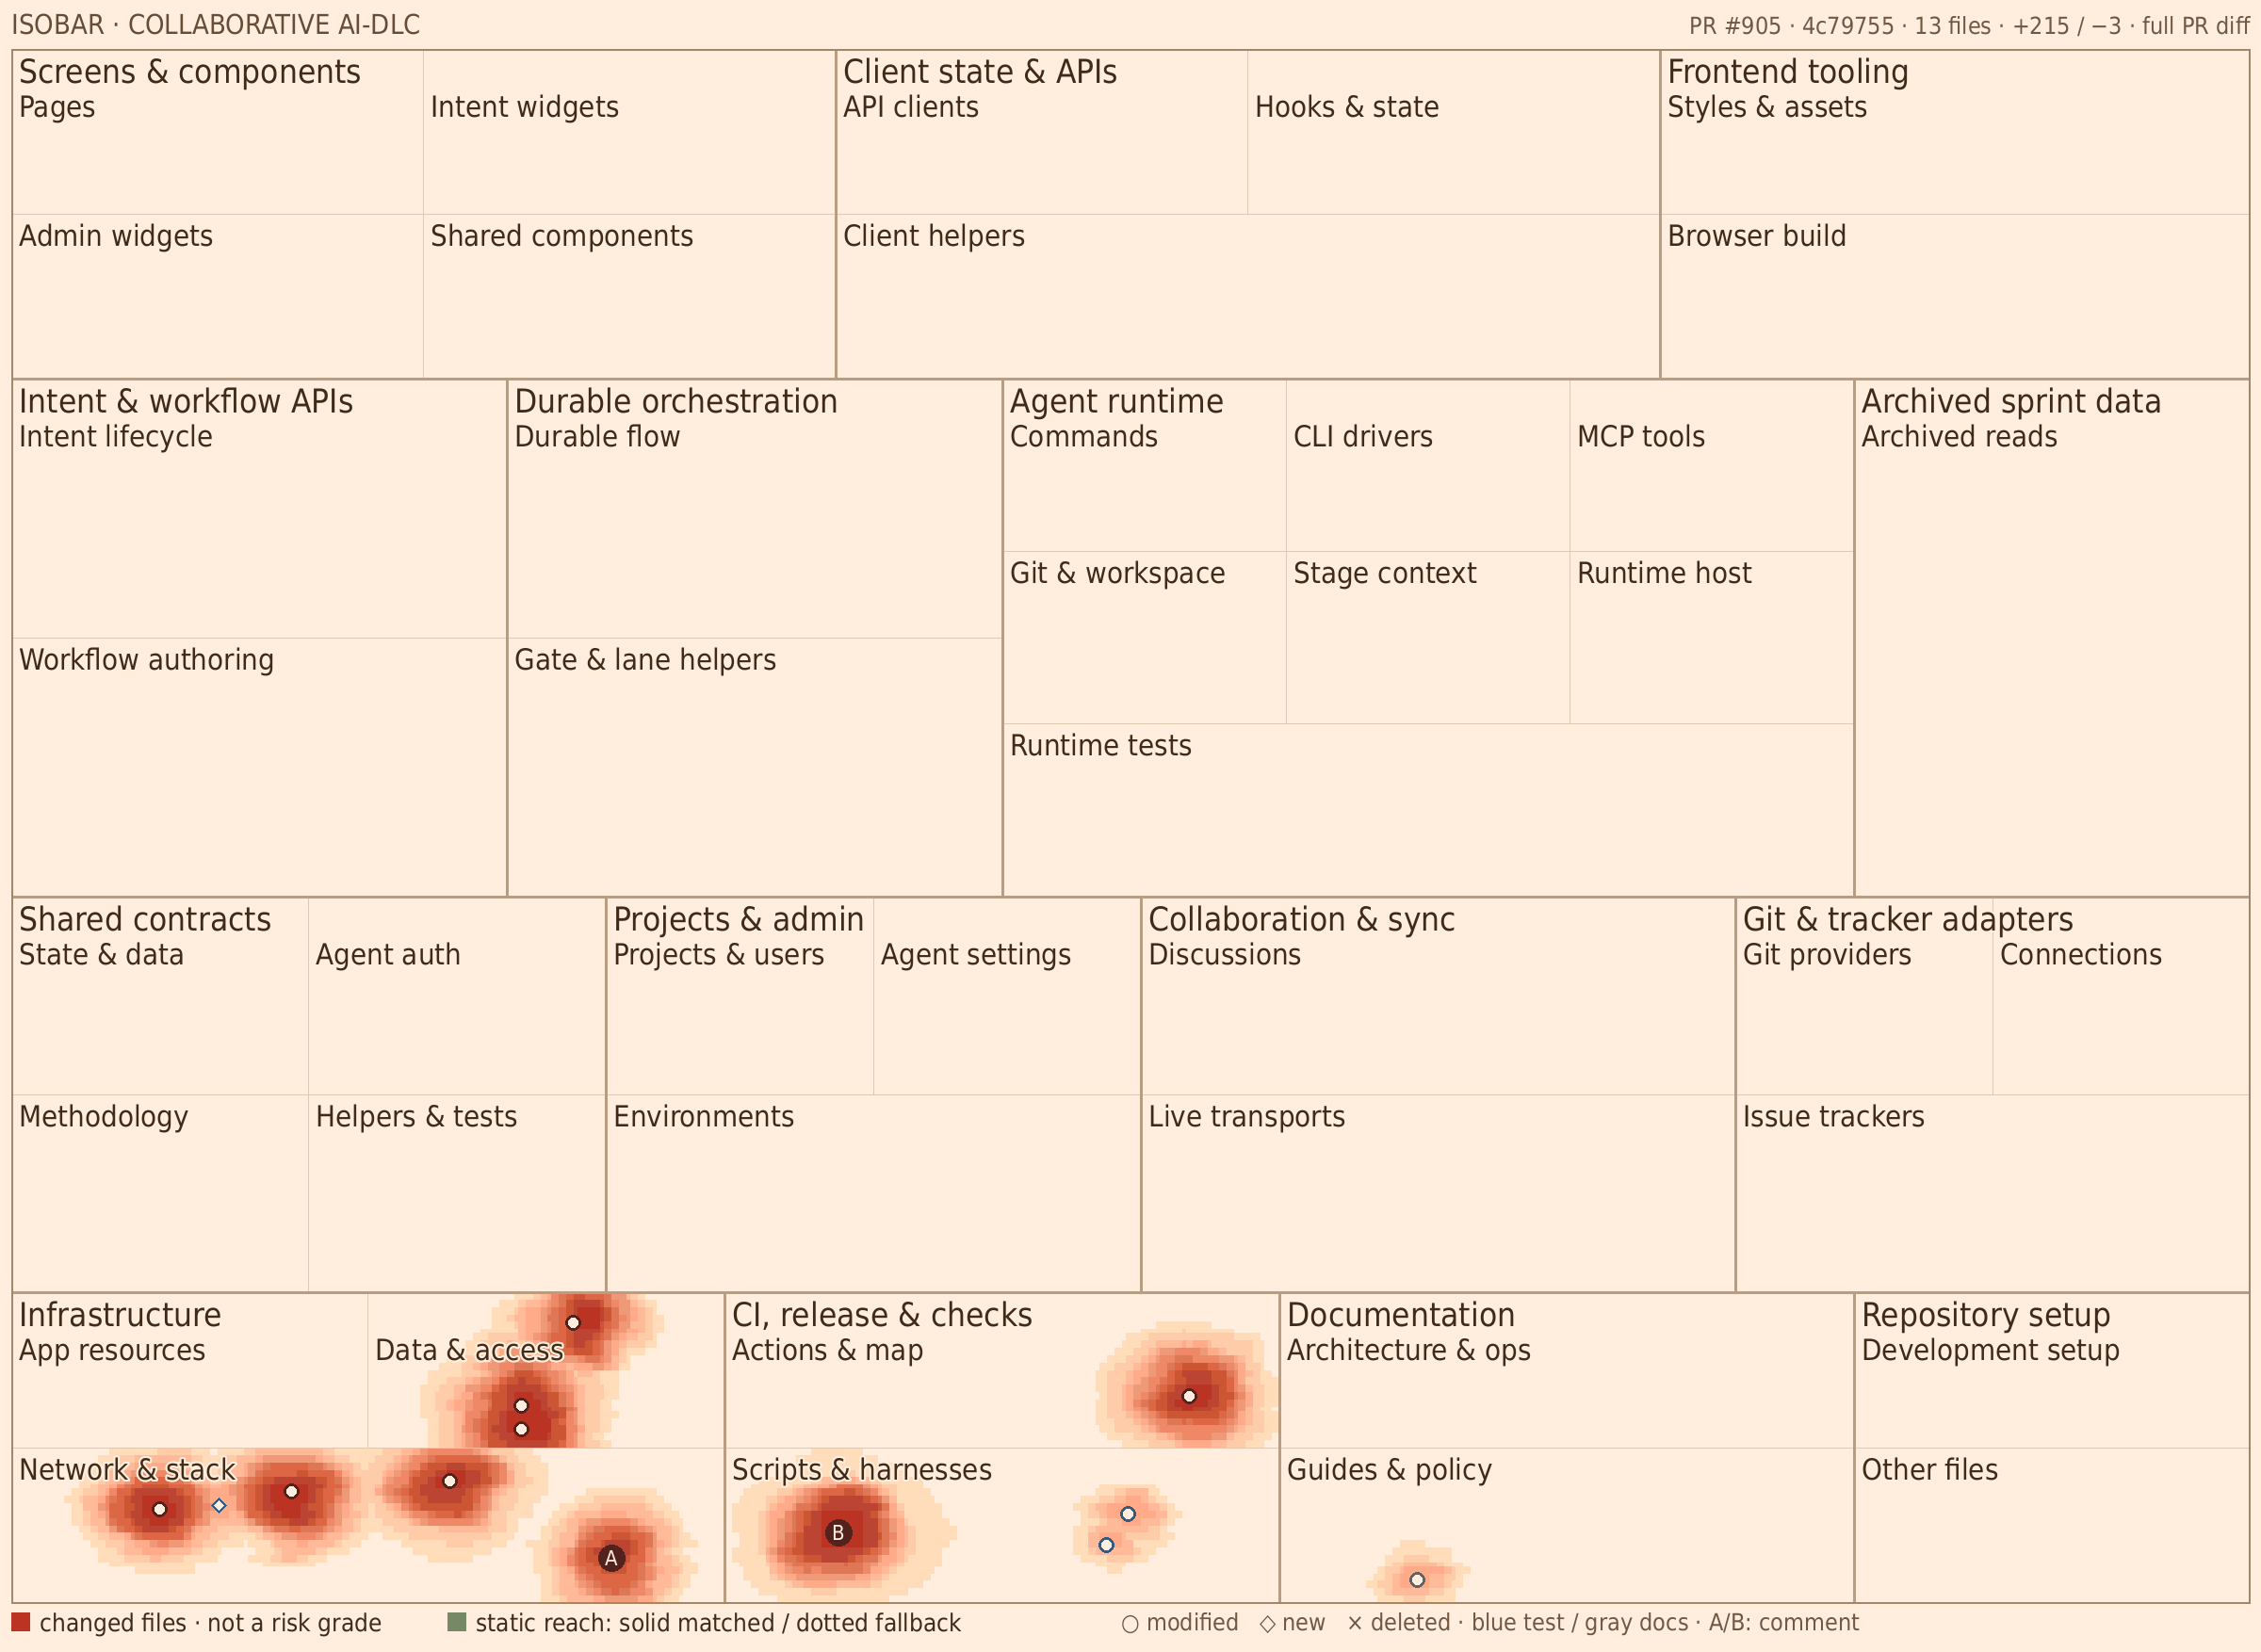 ISOBAR · COLLABORATIVE AI-DLC
PR #905 · 4c79755 · 13 files · +215 / −3 · full PR diff
Screens & components
Pages
Intent widgets
Admin widgets
Shared components
Client state & APIs
API clients
Hooks & state
Client helpers
Frontend tooling
Styles & assets
Browser build
Intent & workflow APIs
Intent lifecycle
Workflow authoring
Durable orchestration
Durable flow
Gate & lane helpers
Agent runtime
Commands
CLI drivers
MCP tools
Git & workspace
Stage context
Runtime host
Runtime tests
Archived sprint data
Archived reads
Shared contracts
State & data
Agent auth
Methodology
Helpers & tests
Projects & admin
Projects & users
Agent settings
Environments
Collaboration & sync
Discussions
Live transports
Git & tracker adapters
Git providers
Connections
Issue trackers
Infrastructure
App resources
Data & access
Network & stack
A
CI, release & checks
Actions & map
Scripts & harnesses
B
Documentation
Architecture & ops
Guides & policy
Repository setup
Development setup
Other files
changed files · not a risk grade
static reach: solid matched / dotted fallback
○ modified ◇ new × deleted · blue test / gray docs · A/B: comment